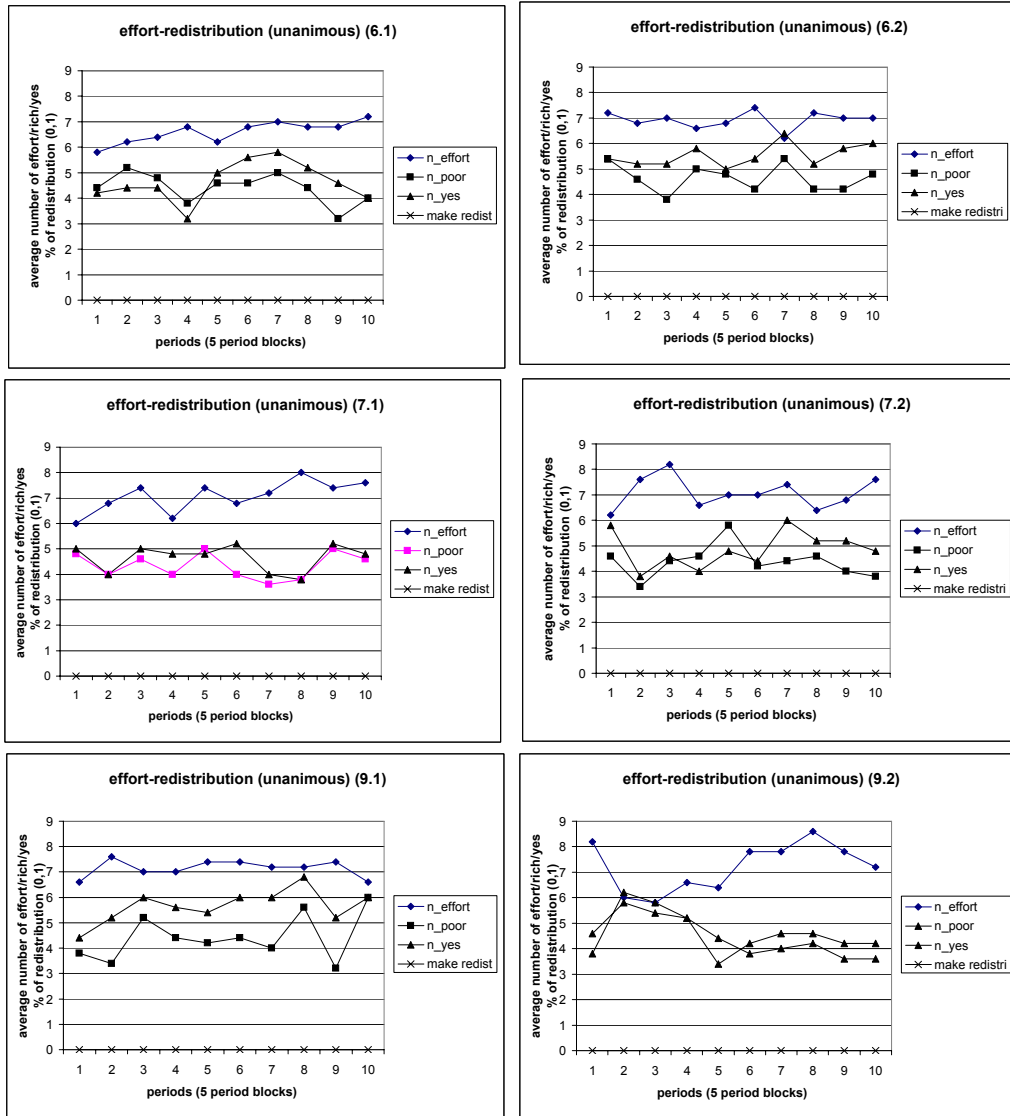 effort-redistribution (unanimous) (6.1)
average number of effort/rich/yes
% of redistribution (0,1)
9
8
7
6
5
4
3
2
1
0
1 2 3 4 5 6 7 8 9 10
periods (5 period blocks)
n_effort
n_poor
n_yes
make redist
effort-redistribution (unanimous) (6.2)
average number of effort/rich/yes
% of redistribution (0,1)
9
8
7
6
5
4
3
2
1
0
1 2 3 4 5 6 7 8 9 10
periods (5 period blocks)
n_effort
n_poor
n_yes
make redistri
effort-redistribution (unanimous) (7.1)
average number of effort/rich/yes
% of redistribution (0,1)
9
8
7
6
5
4
3
2
1
0
1 2 3 4 5 6 7 8 9 10
periods (5 period blocks)
n_effort
n_poor
n_yes
make redist
effort-redistribution (unanimous) (7.2)
average number of effort/rich/yes
% of redistribution (0,1)
9
8
7
6
5
4
3
2
1
0
1 2 3 4 5 6 7 8 9 10
periods (5 period blocks)
n_effort
n_poor
n_yes
make redistri
effort-redistribution (unanimous) (9.1)
average number of effort/rich/yes
% of redistribution (0,1)
9
8
7
6
5
4
3
2
1
0
1 2 3 4 5 6 7 8 9 10
periods (5 period blocks)
n_effort
n_poor
n_yes
make redist
effort-redistribution (unanimous) (9.2)
average number of effort/rich/yes
% of redistribution (0,1)
9
8
7
6
5
4
3
2
1
0
1 2 3 4 5 6 7 8 9 10
periods (5 period blocks)
n_effort
n_poor
n_yes
make redistri